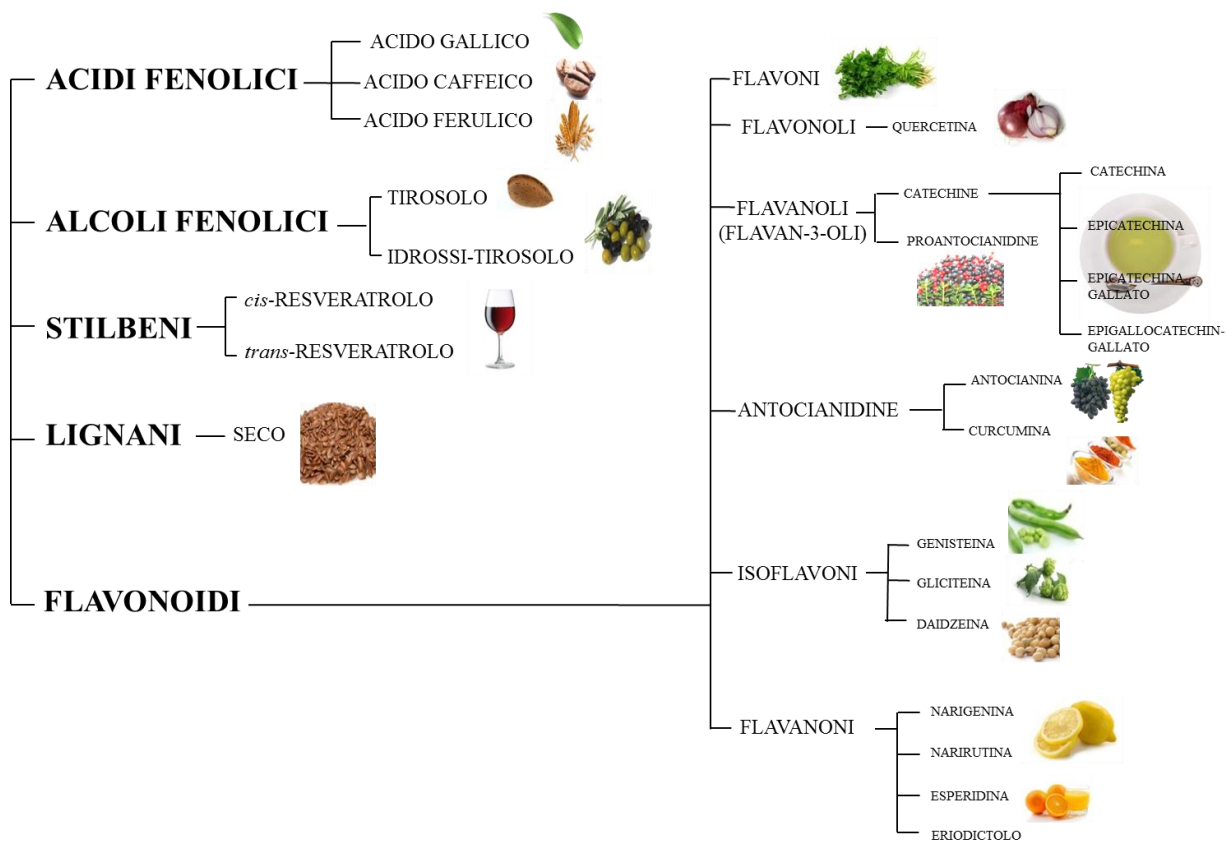 ACIDI FENOLICI
ACIDO GALLICO
ACIDO CAFFEICO
ACIDO FERULICO
ALCOLI FENOLICI
TIROSOLO
IDROSSI-TIROSOLO
STILBENI
cis-RESVERATROLO
trans-RESVERATROLO
LIGNANI
SECO
FLAVONOIDI
FLAVONI
FLAVONOLI
QUERCETINA
FLAVANOLI
(FLAVAN-3-OLI)
CATECHINE
CATECHINA
EPICATECHINA
EPICATECHINA
GALLATO
EPIGALLOCATECHIN-
GALLATO
PROANTOCIANIDINE
ANTOCIANIDINE
ANTOCIANINA
CURCUMINA
ISOFLAVONI
GENISTEINA
GLICITEINA
DAIDZEINA
FLAVANONI
NARIGENINA
NARIRUTINA
ESPERIDINA
ERIODICTOLO